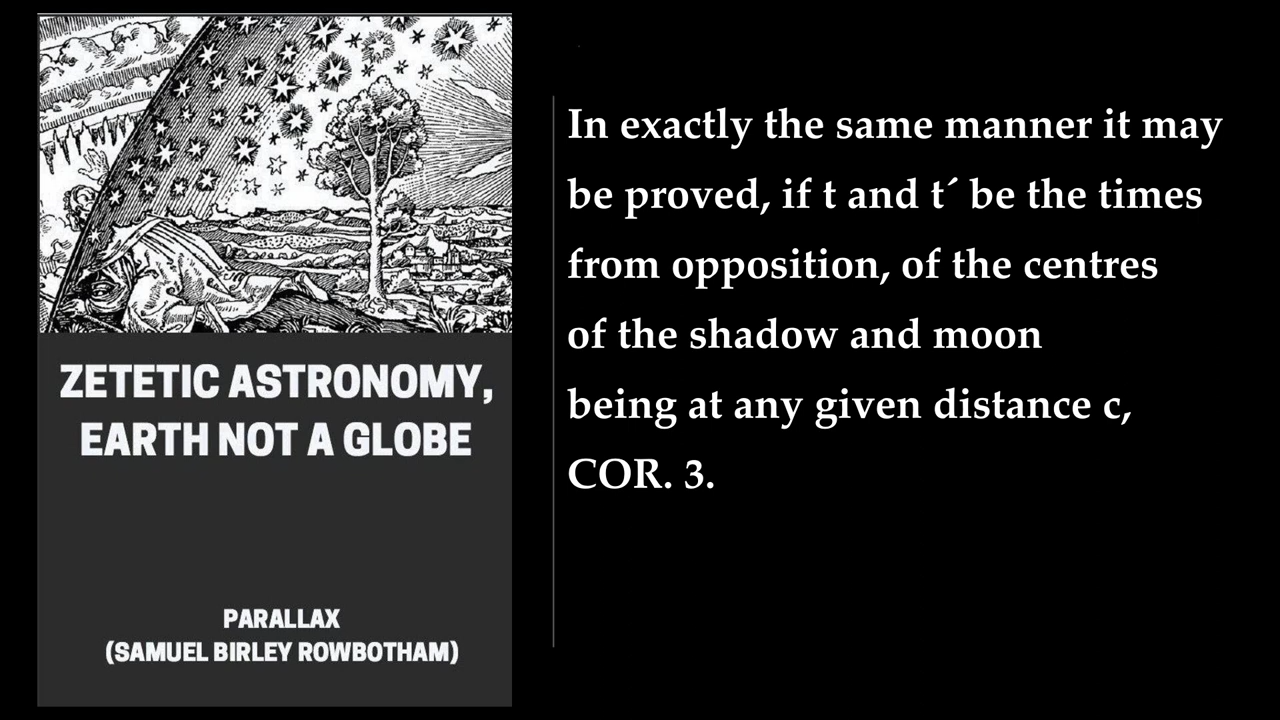 ZETETIC ASTRONOMY,
EARTH NOT A GLOBE
PARALLAX
(SAMUEL BIRLEY ROWBOTHAM)
In exactly the same manner it may
be proved, if t and t´ be the times
from opposition, of the centres
of the shadow and moon
being at any given distance c,
COR. 3.